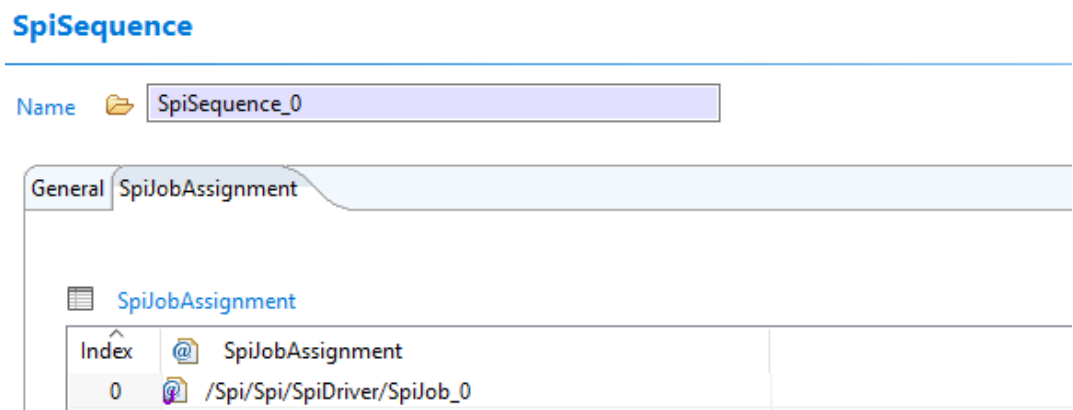 SpiSequence
Name SpiSequence_0
General SpiJobAssignment
SpiJobAssignment
Index SpiJobAssignment
0 /Spi/Spi/SpiDriver/SpiJob_0